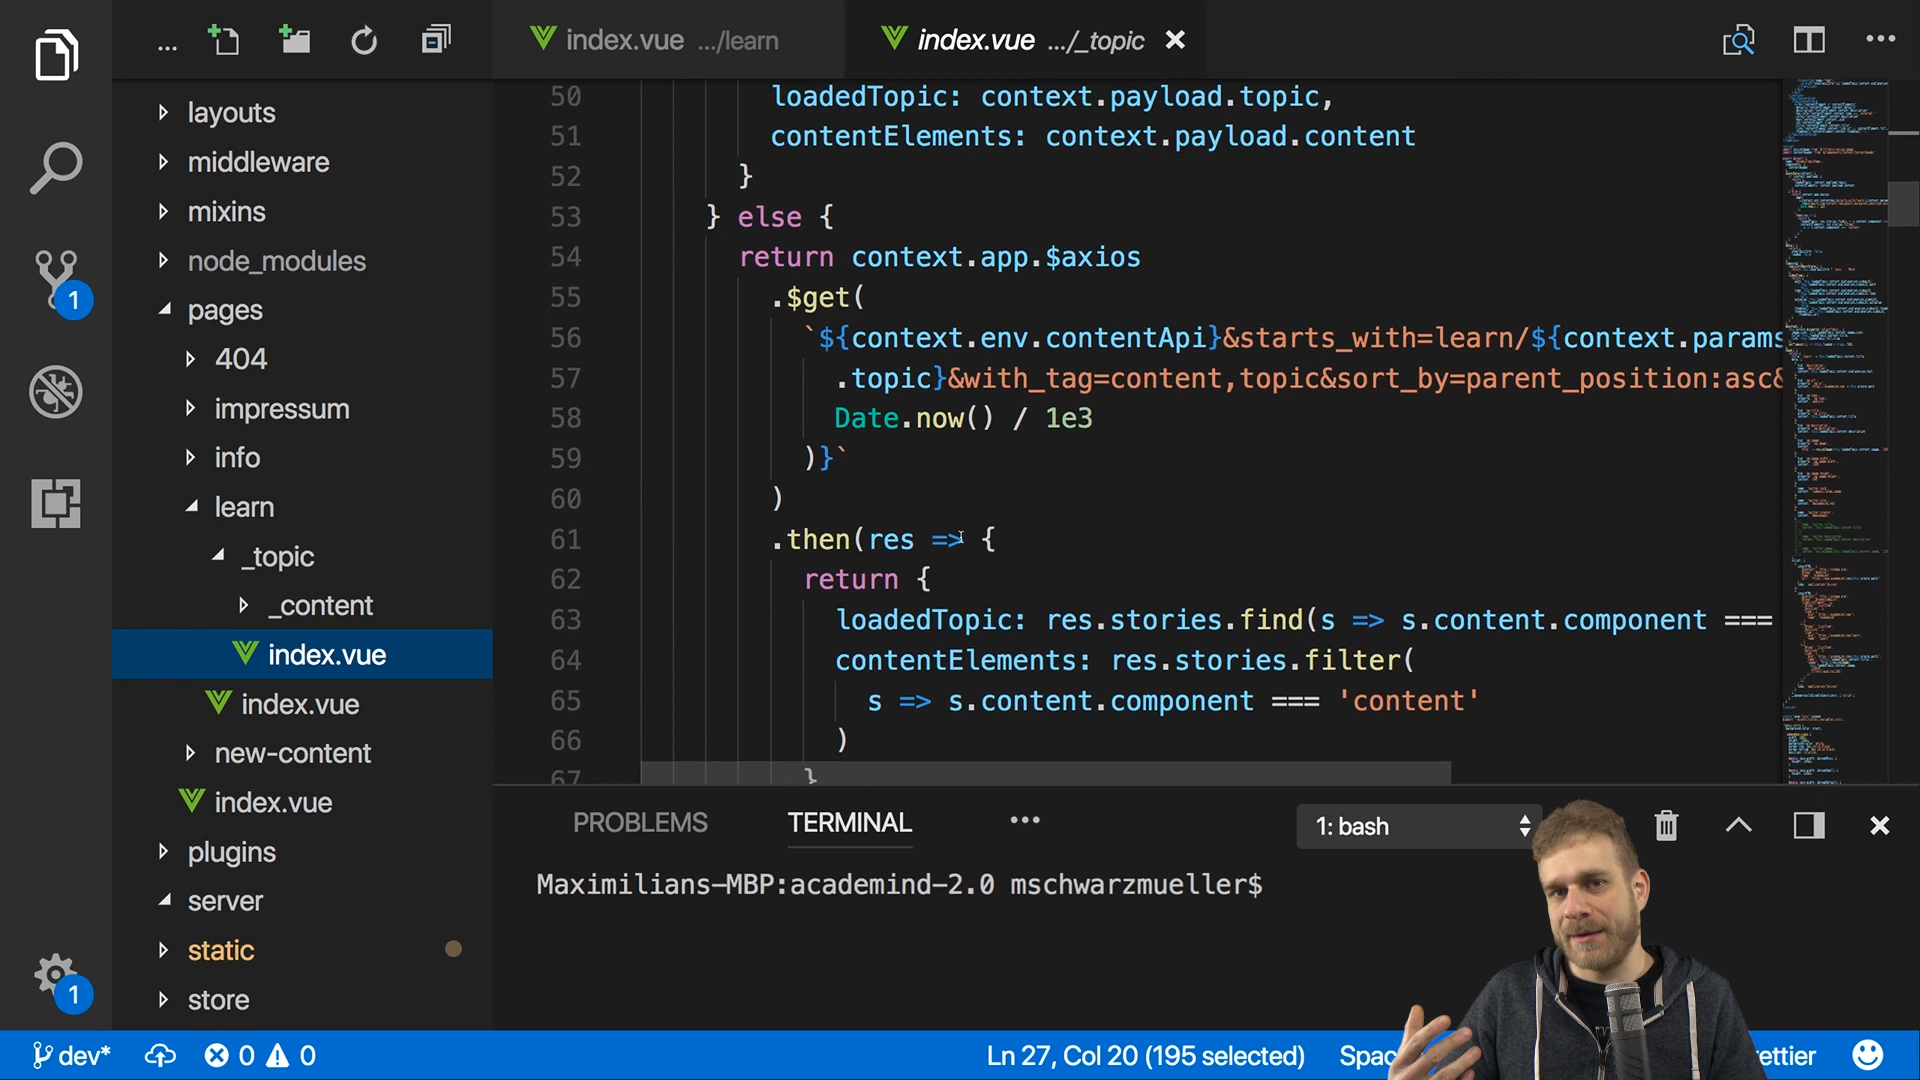 ...
index.vue .../learn
index.vue .../_topic
layouts
middleware
mixins
node_modules
pages
404
impressum
info
learn
_topic
_content
index.vue
index.vue
new-content
index.vue
plugins
server
static
store
50 loadedTopic: context.payload.topic,
51 contentElements: context.payload.content
52 }
53 } else {
54 return context.app.$axios
55 .$get(
56 `${context.env.contentApi}&starts_with=learn/${context.params
57 .topic}&with_tag=content,topic&sort_by=parent_position:asc&
58 Date.now() / 1e3
59 )}`
60 )
61 .then(res => {
62 return {
63 loadedTopic: res.stories.find(s => s.content.component ===
64 contentElements: res.stories.filter(
65 s => s.content.component === 'content'
66 )
67 }
PROBLEMS TERMINAL ...
1: bash
Maximilians-MBP:academind-2.0 mschwarzmueller$
1
1
dev* 0 0 Ln 27, Col 20 (195 selected) Spac ettier